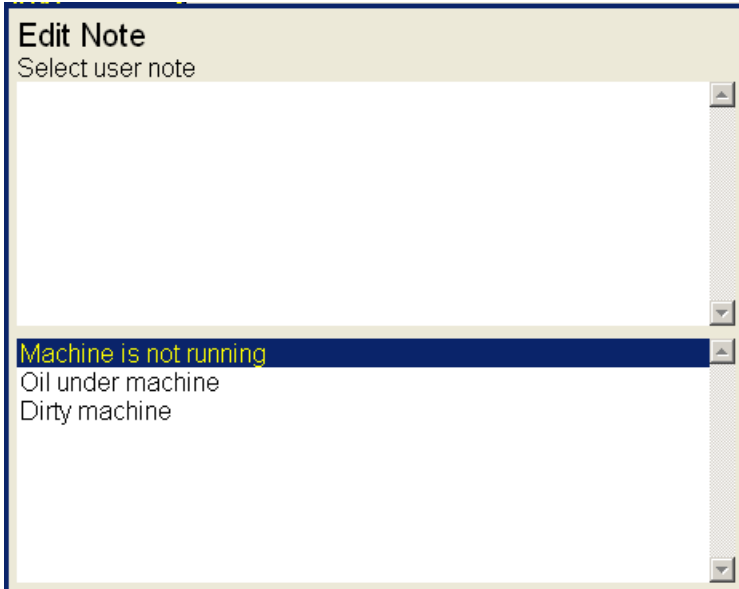 Edit Note
Select user note
Machine is not running
Oil under machine
Dirty machine